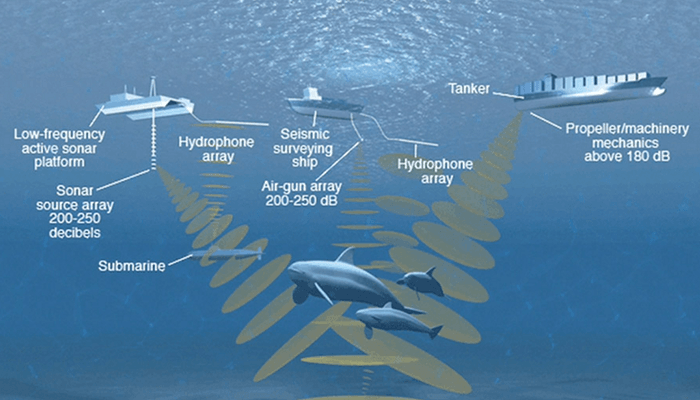 Low-frequency
active sonar
platform
Hydrophone
array
Sonar
source array
200-250
decibels
Submarine
Seismic
surveying
ship
Air-gun array
200-250 dB
Hydrophone
array
Tanker
Propeller/machinery
mechanics
above 180 dB